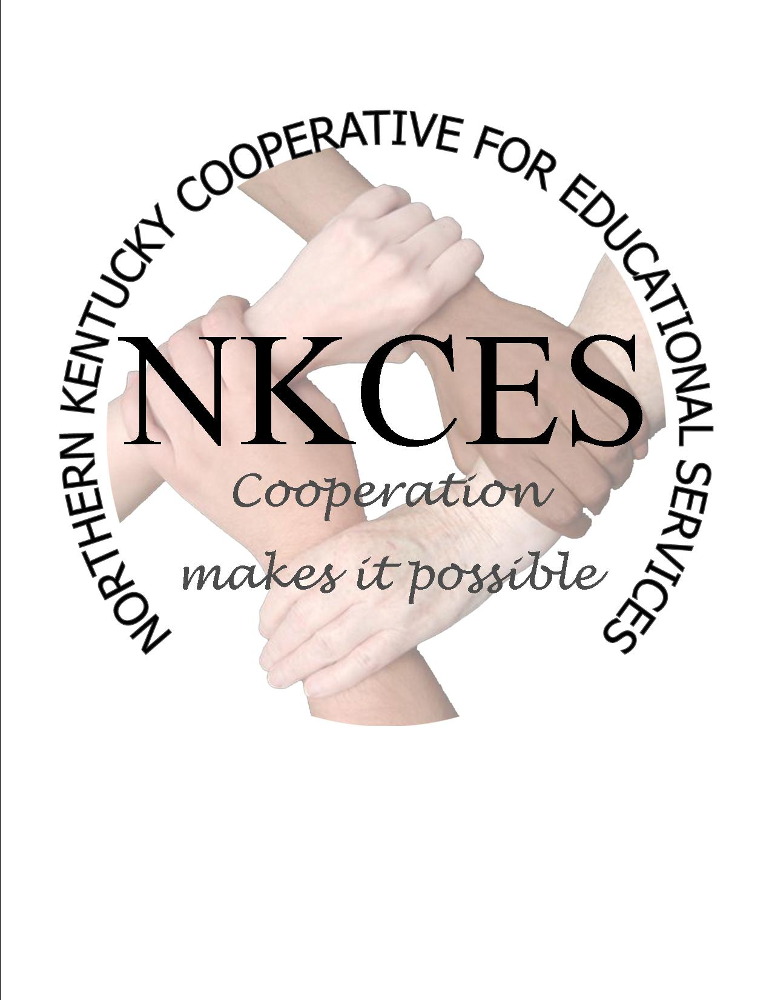 NORTHERN KENTUCKY COOPERATIVE FOR EDUCATIONAL SERVICES
NKCES
Cooperation
makes it possible